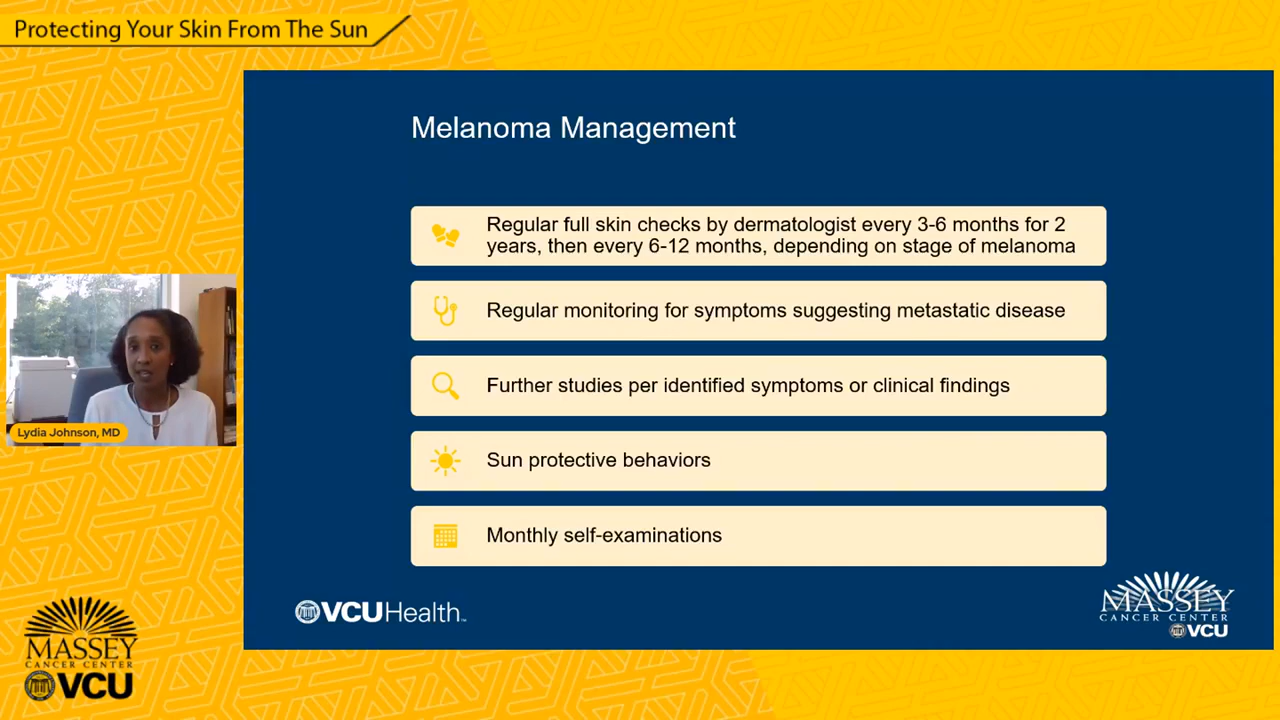 Protecting Your Skin From The Sun
Melanoma Management
Regular full skin checks by dermatologist every 3-6 months for 2
years, then every 6-12 months, depending on stage of melanoma
Regular monitoring for symptoms suggesting metastatic disease
Further studies per identified symptoms or clinical findings
Sun protective behaviors
Monthly self-examinations
Lydia Johnson, MD
VCUHealth™
MASSEY
CANCER CENTER
VCU
MASSEY
CANCER CENTER
VCU